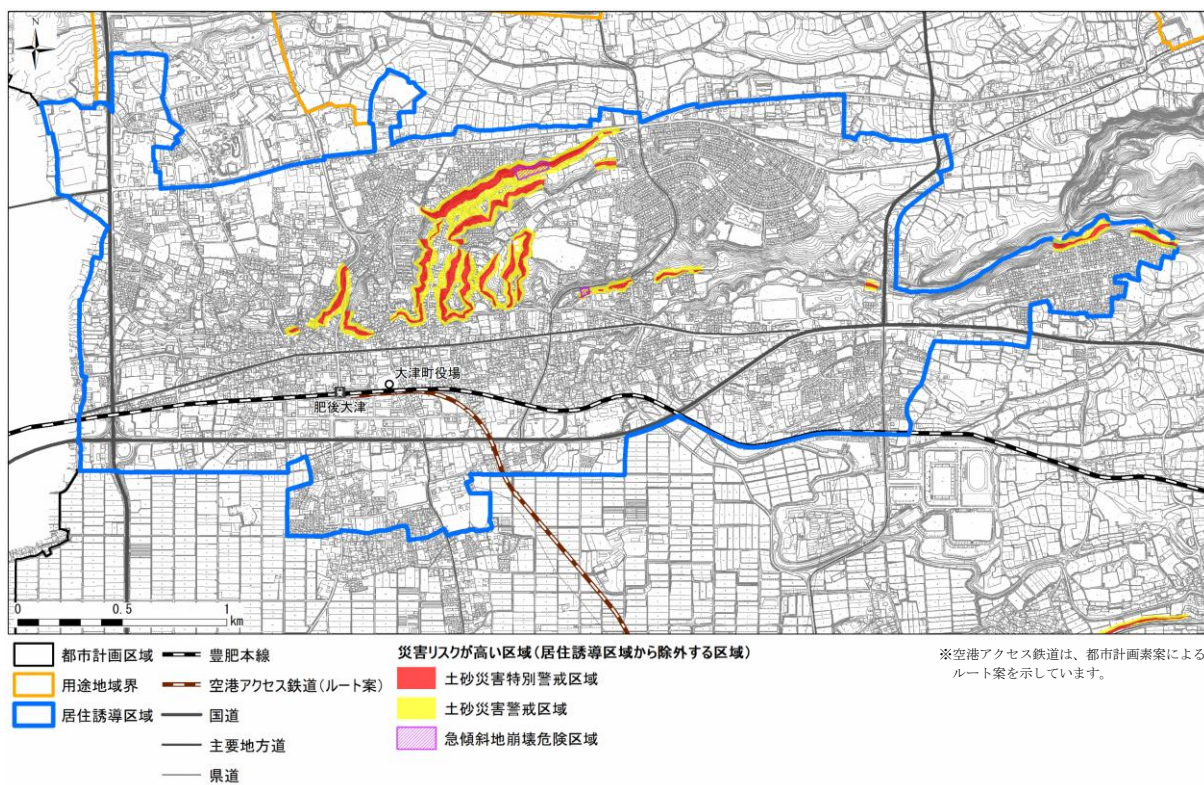 N
大津町役場
肥後大津
0 0.5 1
km
都市計画区域
用途地域界
居住誘導区域
豊肥本線
空港アクセス鉄道(ルート案)
国道
主要地方道
県道
災害リスクが高い区域(居住誘導区域から除外する区域)
土砂災害特別警戒区域
土砂災害警戒区域
急傾斜地崩壊危険区域
※空港アクセス鉄道は、都市計画素案による
ルート案を示しています。